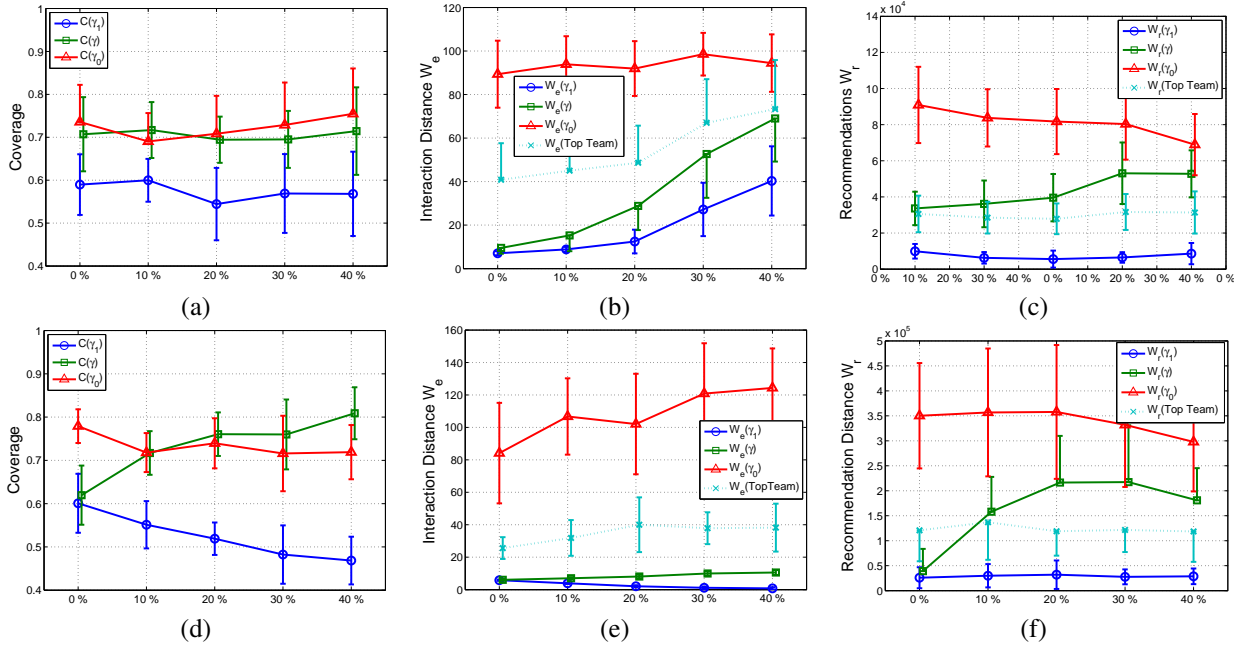 1
0.9
0.8
0.7
0.6
0.5
0.4
Coverage
C(γ₁)
C(γ)
C(γ₀)
0 % 10 % 20 % 30 % 40 %
(a)
120
100
80
60
40
20
0
Interaction Distance Wₑ
Wₑ(γ₁)
Wₑ(γ)
Wₑ(γ₀)
Wₑ(Top Team)
0 % 10 % 20 % 30 % 40 %
(b)
x 10⁴
14
12
10
8
6
4
2
0
Recommendations Wᵣ
Wᵣ(γ₁)
Wᵣ(γ)
Wᵣ(γ₀)
Wᵣ(Top Team)
0 % 10 % 20 % 30 % 0 % 10 % 20 % 30 % 40 % 0 %
(c)
1
0.9
0.8
0.7
0.6
0.5
0.4
Coverage
C(γ₁)
C(γ)
C(γ₀)
0 % 10 % 20 % 30 % 40 %
(d)
160
140
120
100
80
60
40
20
0
Interaction Distance Wₑ
Wₑ(γ₁)
Wₑ(γ)
Wₑ(γ₀)
Wₑ(TopTeam)
0 % 10 % 20 % 30 % 40 %
(e)
x 10⁵
5
4.5
4
3.5
3
2.5
2
1.5
1
0.5
0
Recommendation Distance Wᵣ
Wᵣ(γ₁)
Wᵣ(γ)
Wᵣ(γ₀)
Wᵣ(Top Team)
0 % 10 % 20 % 30 % 40 %
(f)